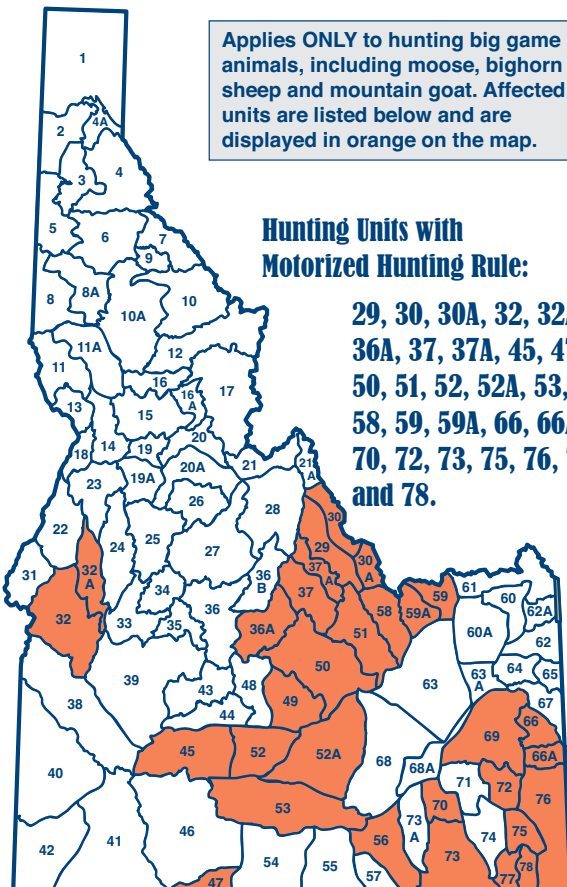 Applies ONLY to hunting big game
animals, including moose, bighorn
sheep and mountain goat. Affected
units are listed below and are
displayed in orange on the map.
Hunting Units with
Motorized Hunting Rule:
29, 30, 30A, 32,
36A, 37, 37A, 45,
50, 51, 52, 52A, 53,
58, 59, 59A, 66,
70, 72, 73, 75, 76,
and 78.
1
2
4A
3
4
5
6
7
9
8
8A
10A
10
11
11A
12
16
16
A
17
13
15
14
18
19
20
20A
21
21
A
23
19A
26
28
22
24
25
27
30
29
31
32
A
37
A
30
A
36
B
34
37
32
33
35
36
36A
51
58
59A
59
61
60
62A
60A
62
50
39
43
48
49
44
38
63
63
A
64
65
67
66
69
66A
45
52
52A
68
68A
71
72
76
40
53
70
46
56
73
A
74
75
42
41
54
55
57
73
77
78
47